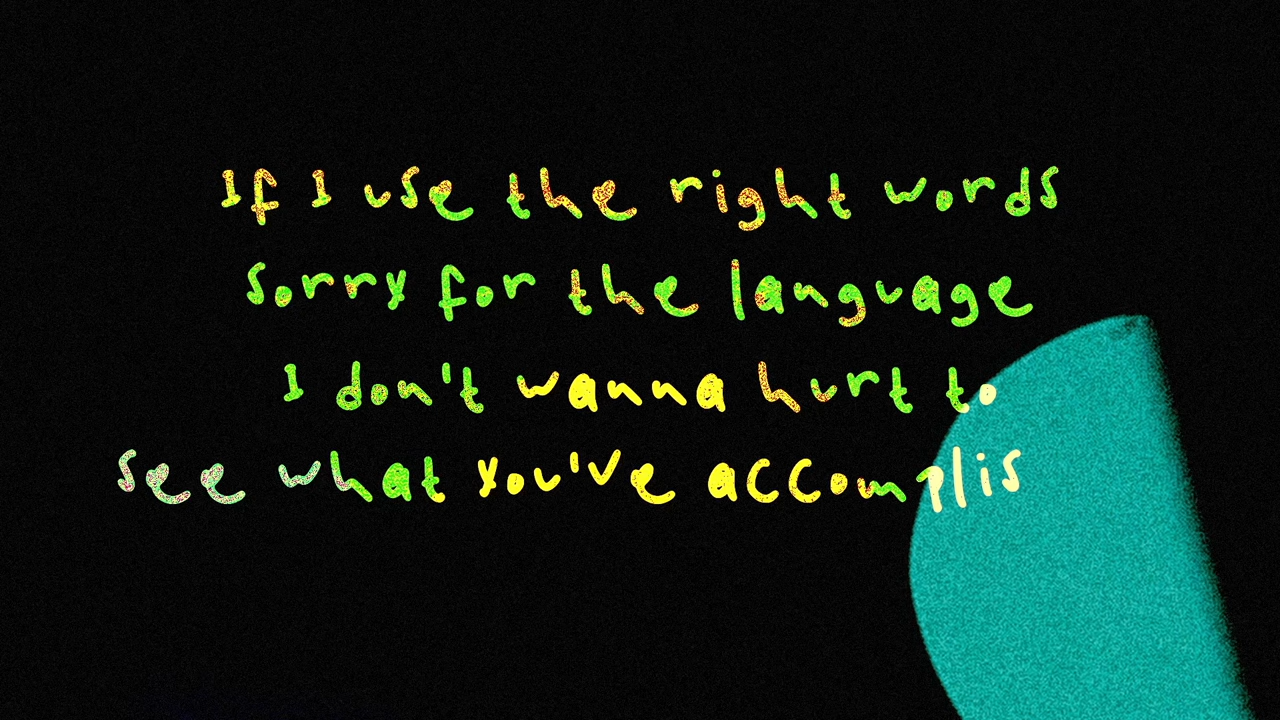 If I use the right words
Sorry for the language
I don't wanna hurt to
see what you've accomplis